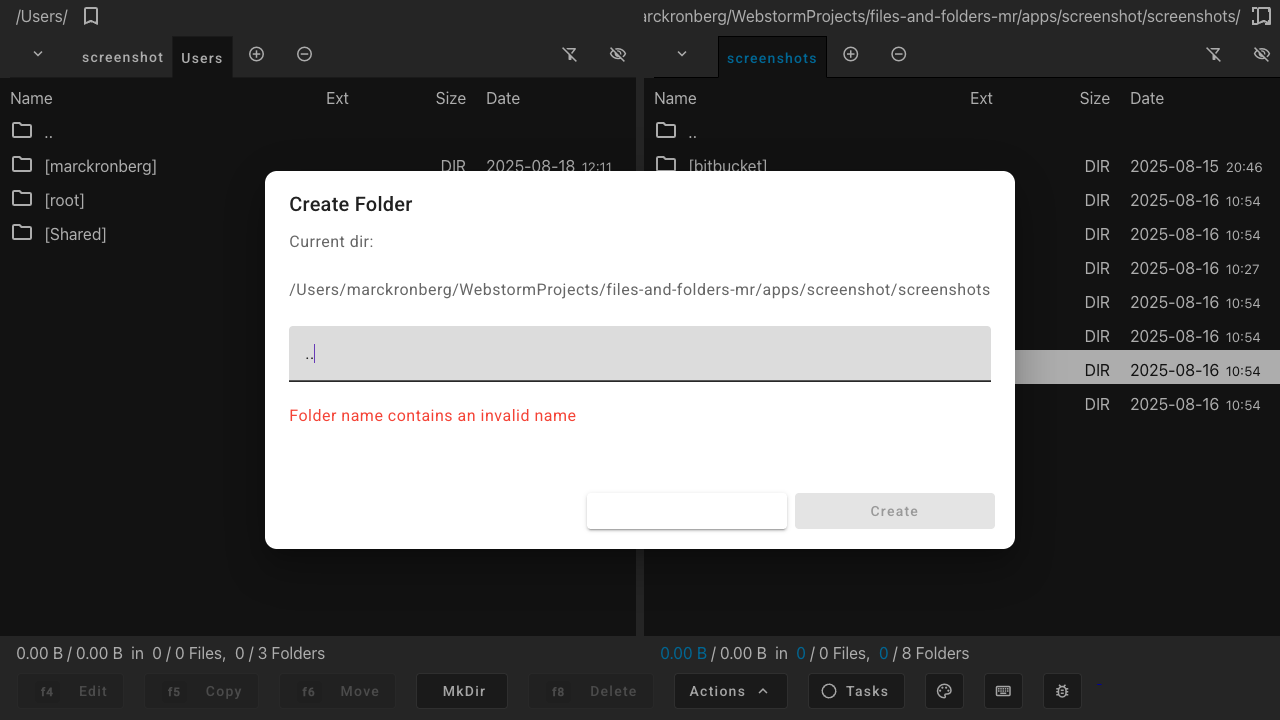 /Users/
arckronberg/WebstormProjects/files-and-folders-mr/apps/screenshot/screenshots/
screenshot Users
screenshots
Name Ext Size Date
..
[marckronberg] DIR 2025-08-18 12:11
[root]
[Shared]
Name Ext Size Date
..
[bitbucket] DIR 2025-08-15 20:46
DIR 2025-08-16 10:54
DIR 2025-08-16 10:54
DIR 2025-08-16 10:27
DIR 2025-08-16 10:54
DIR 2025-08-16 10:54
DIR 2025-08-16 10:54
DIR 2025-08-16 10:54
Create Folder
Current dir:
/Users/marckronberg/WebstormProjects/files-and-folders-mr/apps/screenshot/screenshots
..
Folder name contains an invalid name
Create
0.00 B / 0.00 B in 0 / 0 Files, 0 / 3 Folders
0.00 B / 0.00 B in 0 / 0 Files, 0 / 8 Folders
f4 Edit f5 Copy f6 Move MkDir f8 Delete Actions Tasks